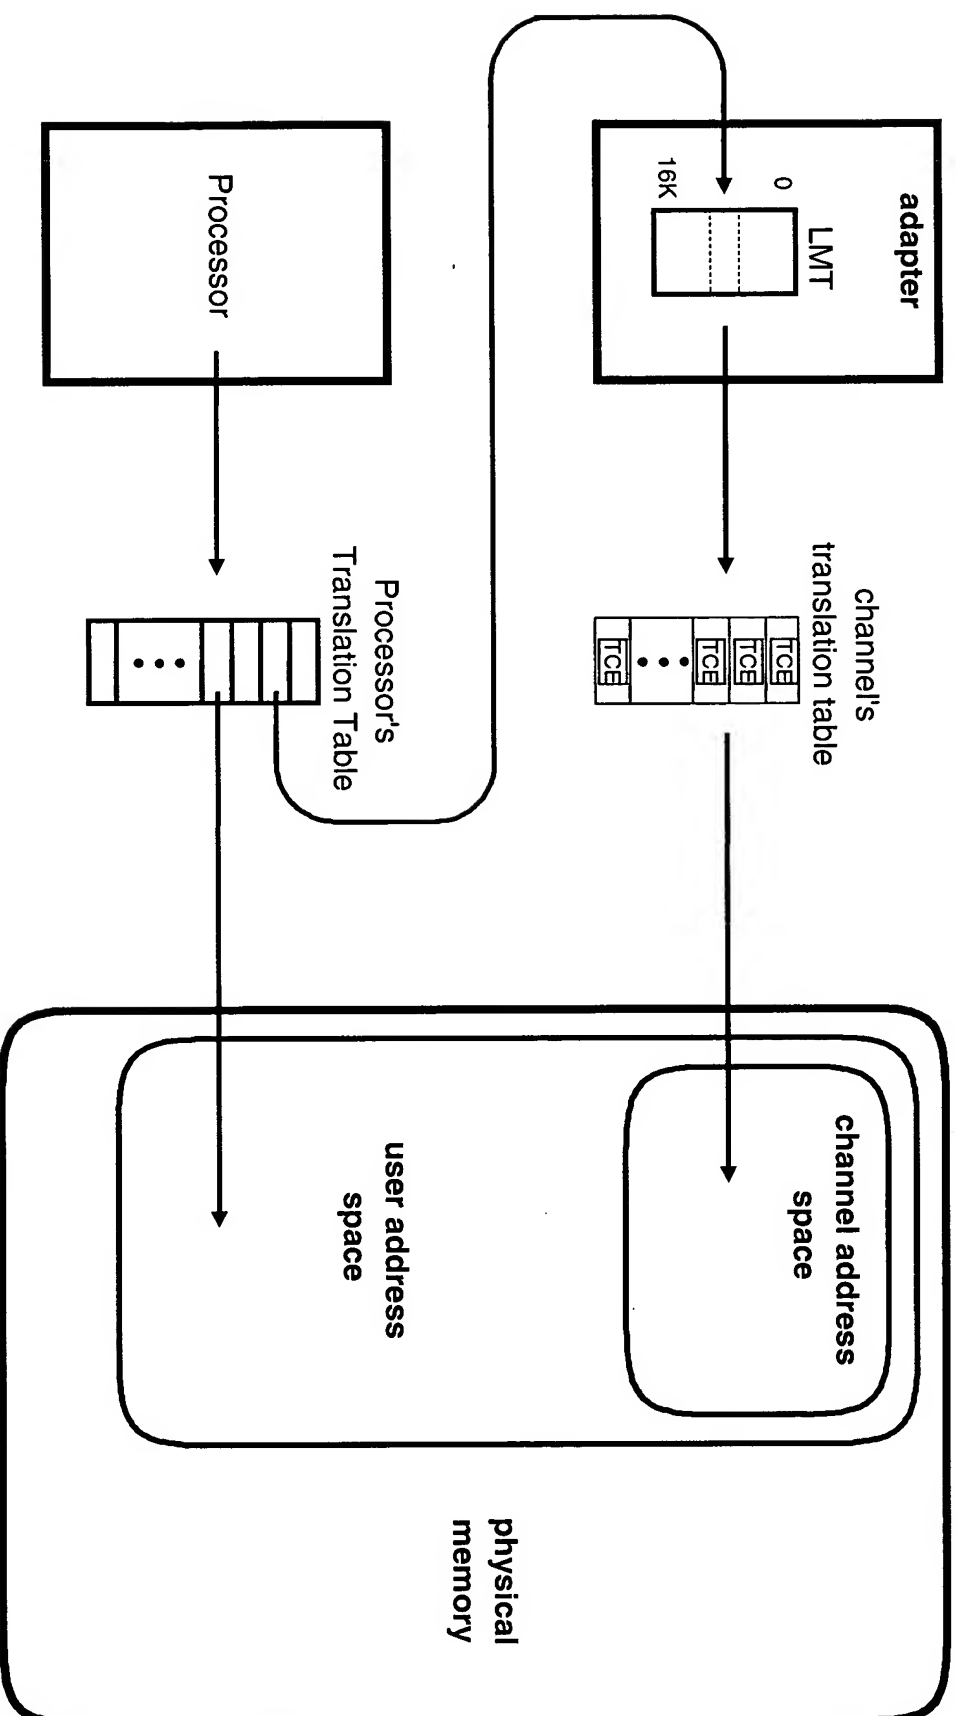 adapter
LMT
0
16K
channel's
translation table
TCE
TCE
TCE
TCE
channel address
space
Processor
Processor's
Translation Table
user address
space
physical
memory